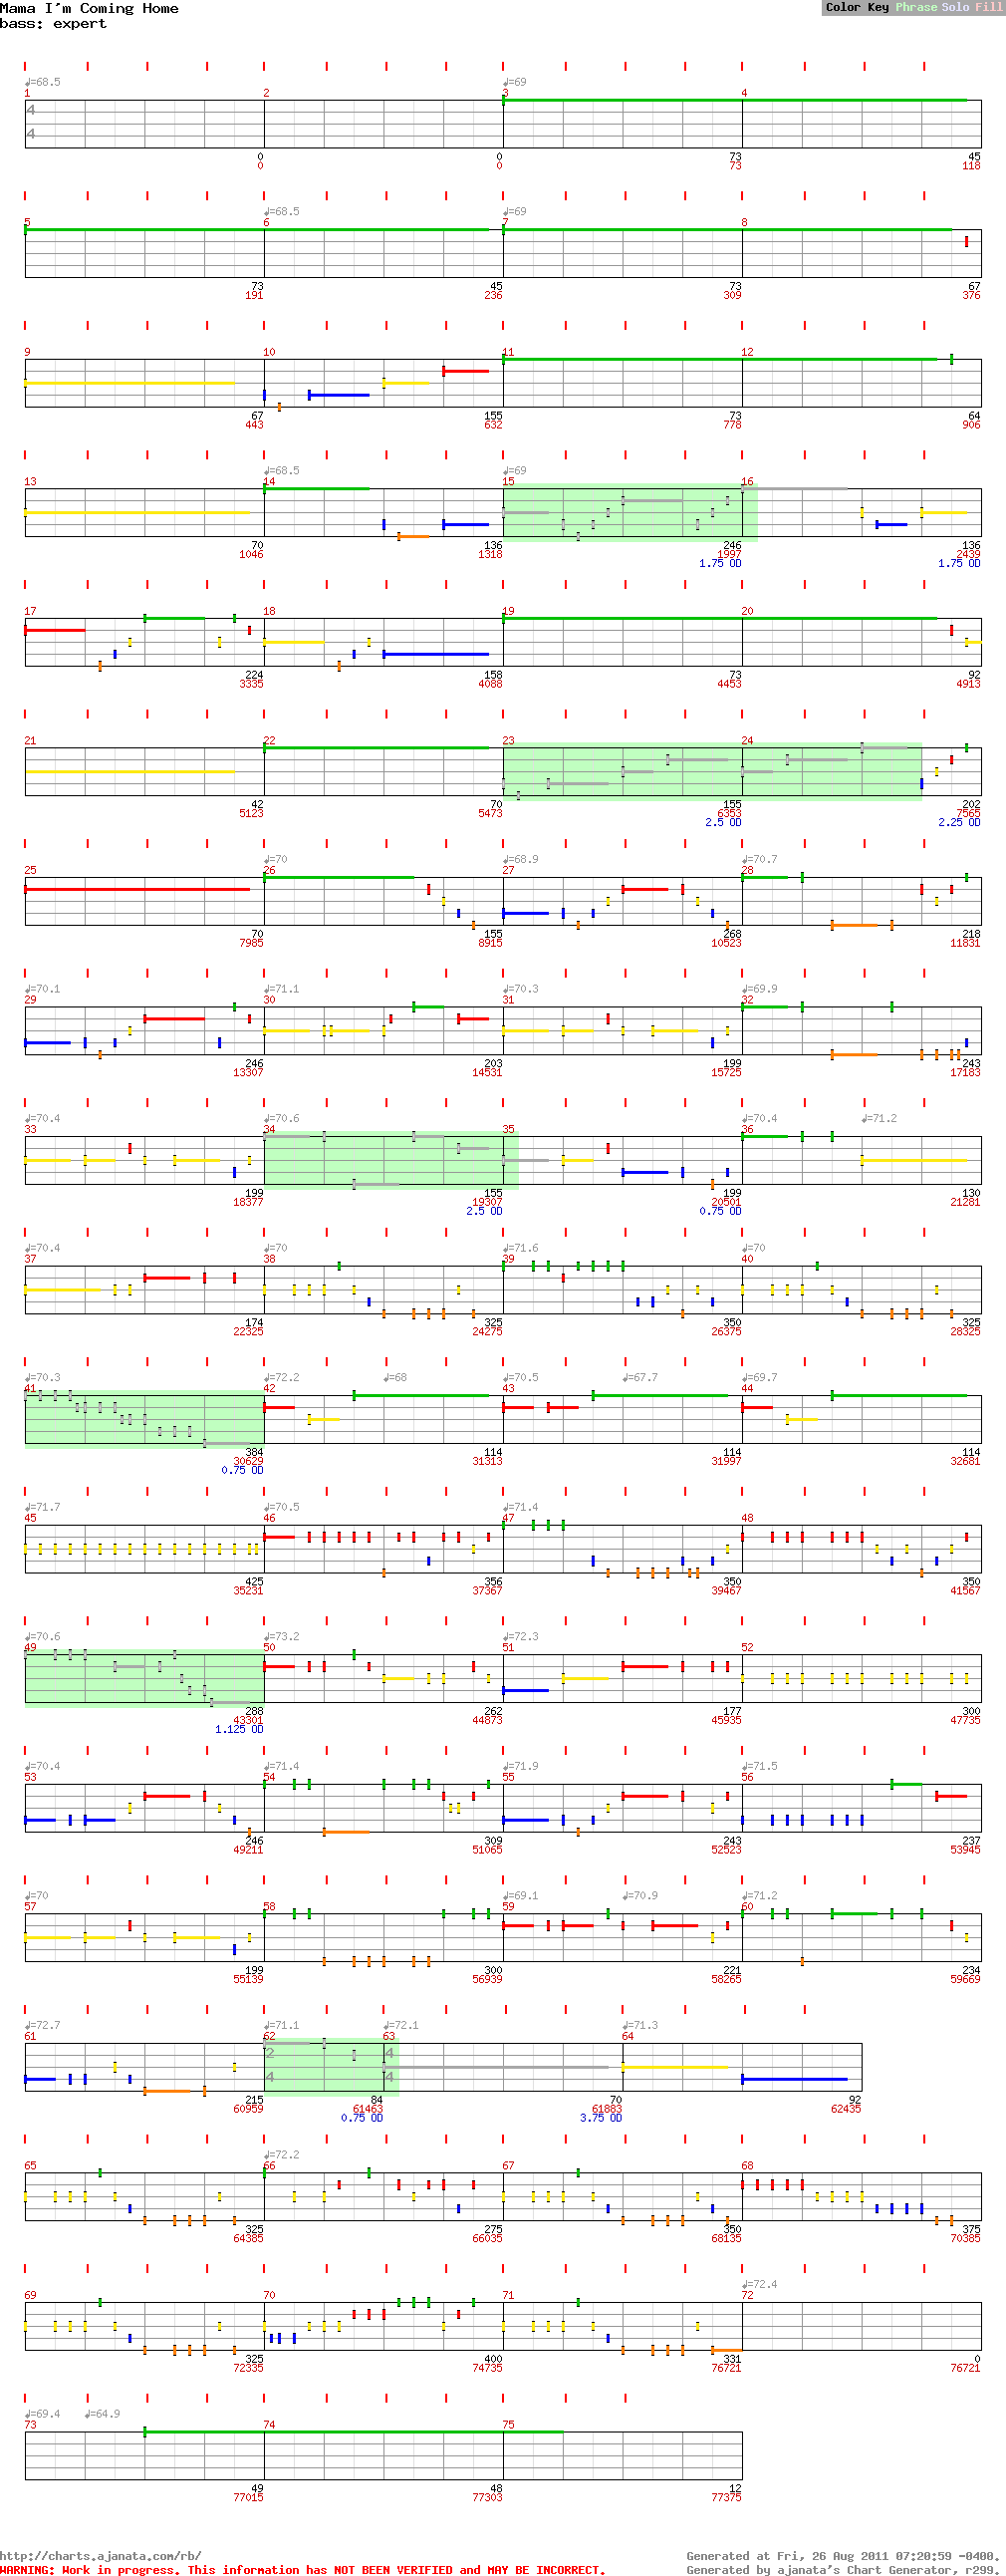 Mama I'm Coming Home
Color Key Phrase Solo Fill
bass: expert
♩=68.5 ♩=69
1 2 3 4
4
4
0 0 73 45
0 0 73 118
♩=68.5 ♩=69
5 6 7 8
73 45 73 67
191 236 309 376
9 10 11 12
67 155 73 64
443 632 778 906
♩=68.5 ♩=69
13 14 15 16
70 136 246 136
1046 1318 1997 2439
1.75 OD 1.75 OD
17 18 19 20
224 158 73 92
3335 4088 4453 4913
21 22 23 24
42 70 155 202
5123 5473 6353 7565
2.5 OD 2.25 OD
♩=70 ♩=68.9 ♩=70.7
25 26 27 28
70 155 268 218
7985 8915 10523 11831
♩=70.1 ♩=71.1 ♩=70.3 ♩=69.9
29 30 31 32
246 203 199 243
13307 14531 15725 17183
♩=70.4 ♩=70.6 ♩=70.4 ♩=71.2
33 34 35 36
199 155 199 130
18377 19307 20501 21281
2.5 OD 0.75 OD
♩=70.4 ♩=70 ♩=71.6 ♩=70
37 38 39 40
174 325 350 325
22325 24275 26375 28325
♩=70.3 ♩=72.2 ♩=68 ♩=70.5 ♩=67.7 ♩=69.7
41 42 43 44
384 114 114 114
30629 31313 31997 32681
0.75 OD
♩=71.7 ♩=70.5 ♩=71.4
45 46 47 48
425 356 350 350
35231 37367 39467 41567
♩=70.6 ♩=73.2 ♩=72.3
49 50 51 52
288 262 177 300
43301 44873 45935 47735
1.125 OD
♩=70.4 ♩=71.4 ♩=71.9 ♩=71.5
53 54 55 56
246 309 243 237
49211 51065 52523 53945
♩=70 ♩=69.1 ♩=70.9 ♩=71.2
57 58 59 60
199 300 221 234
55139 56939 58265 59669
♩=72.7 ♩=71.1 ♩=72.1 ♩=71.3
61 62 63 64
2 4
4 4
215 84 70 92
60959 61463 61883 62435
0.75 OD 3.75 OD
♩=72.2
65 66 67 68
325 275 350 375
64385 66035 68135 70385
♩=72.4
69 70 71 72
325 400 331 0
72335 74735 76721 76721
♩=69.4 ♩=64.9
73 74 75
49 48 12
77015 77303 77375
http://charts.ajanata.com/rb/
Generated at Fri, 26 Aug 2011 07:20:59 -0400.
WARNING: Work in progress. This information has NOT BEEN VERIFIED and MAY BE INCORRECT.
Generated by ajanata's Chart Generator, r299.